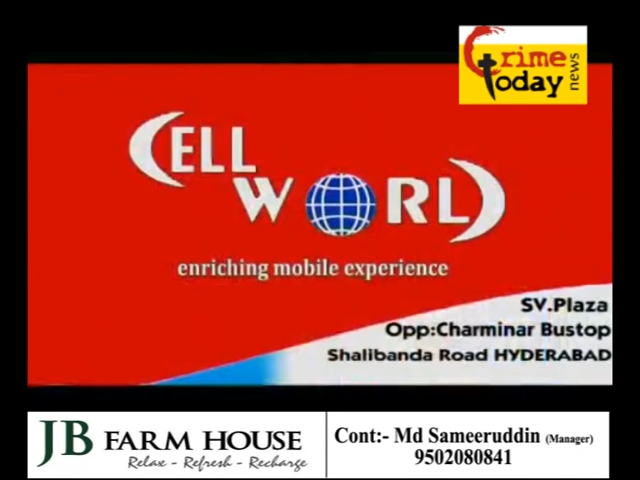 Crime
today
news
CELL
WORLD
enriching mobile experience
SV.Plaza
Opp:Charminar Bustop
Shalibanda Road HYDERABAD
JB FARM HOUSE
Relax - Refresh - Recharge
Cont:- Md Sameeruddin (Manager)
9502080841